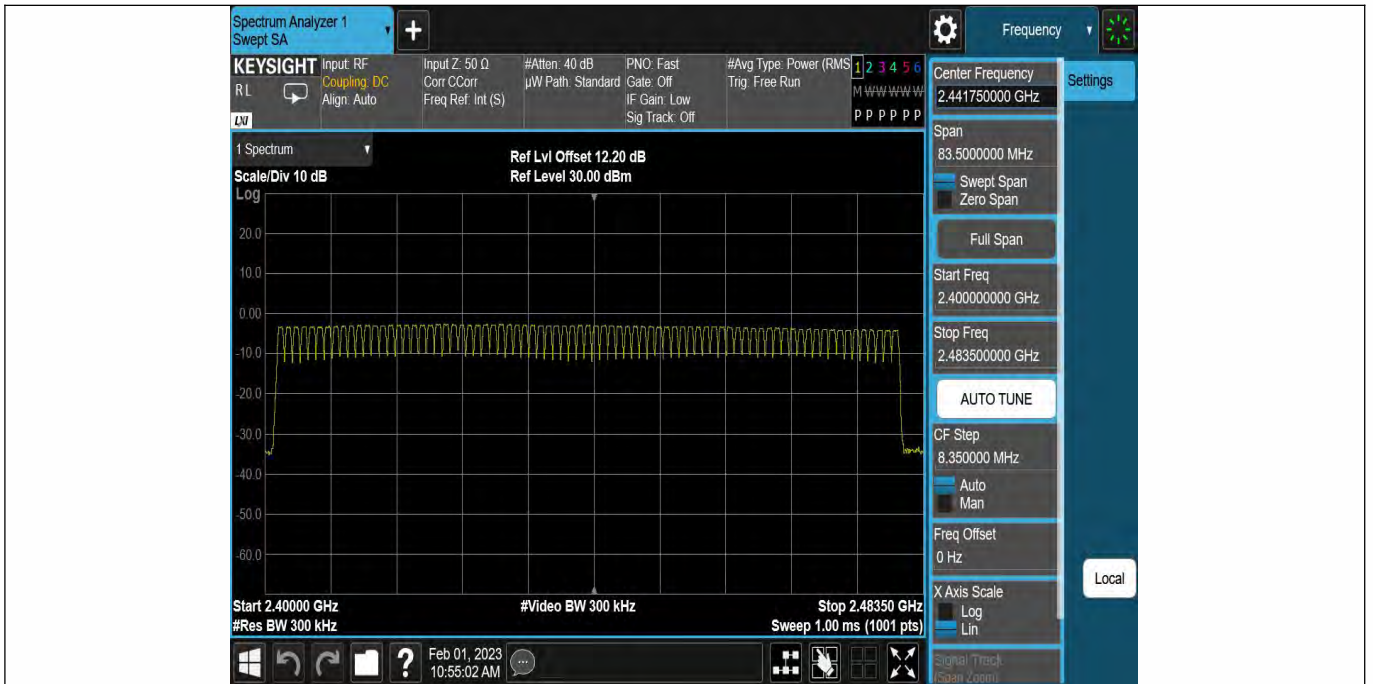 Spectrum Analyzer 1
Swept SA
+
Frequency
KEYSIGHT
RL
LXI
Input: RF
Coupling: DC
Align: Auto
Input Z: 50 Ω
Corr CCorr
Freq Ref: Int (S)
#Atten: 40 dB
µW Path: Standard
PNO: Fast
Gate: Off
IF Gain: Low
Sig Track: Off
#Avg Type: Power (RMS
Trig: Free Run
1 2 3 4 5 6
M W W W W W
P P P P P P
Center Frequency
2.441750000 GHz
Settings
Span
83.5000000 MHz
Swept Span
Zero Span
Full Span
Start Freq
2.400000000 GHz
Stop Freq
2.483500000 GHz
AUTO TUNE
CF Step
8.350000 MHz
Auto
Man
Freq Offset
0 Hz
X Axis Scale
Log
Lin
Signal Track
(Span Zoom)
Local
1 Spectrum
Scale/Div 10 dB
Ref Lvl Offset 12.20 dB
Ref Level 30.00 dBm
Log
20.0
10.0
0.00
-10.0
-20.0
-30.0
-40.0
-50.0
-60.0
Start 2.40000 GHz
#Video BW 300 kHz
Stop 2.48350 GHz
#Res BW 300 kHz
Sweep 1.00 ms (1001 pts)
?
Feb 01, 2023
10:55:02 AM